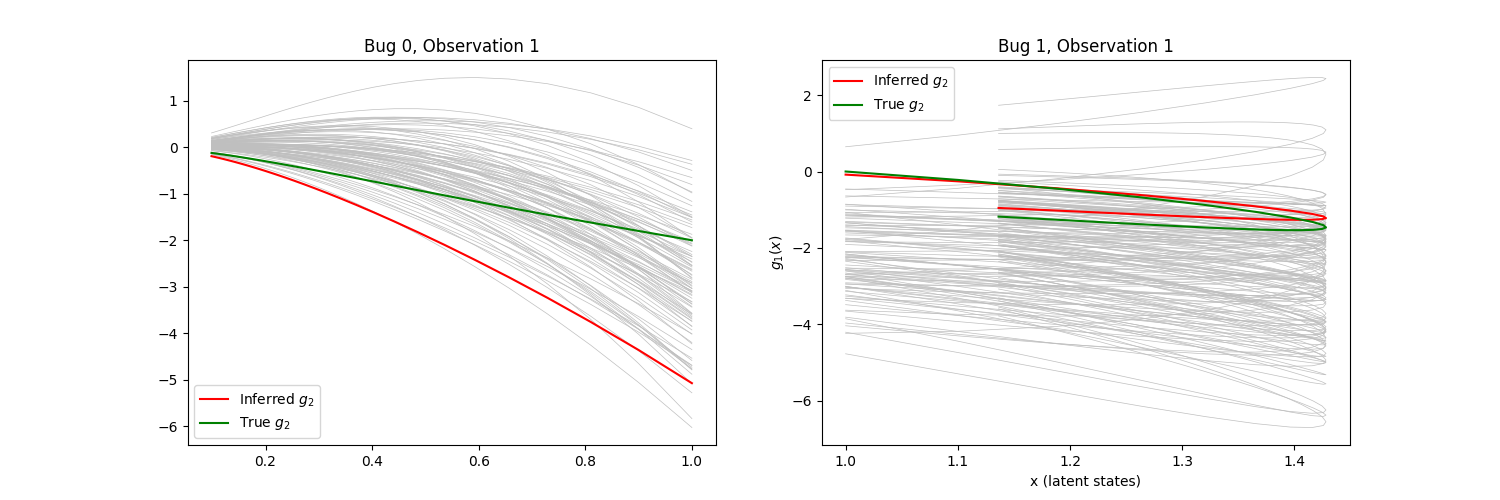 Bug 0, Observation 1
1
0
−1
−2
−3
−4
−5
−6
Inferred g₂
True g₂
0.2 0.4 0.6 0.8 1.0
Bug 1, Observation 1
Inferred g₂
True g₂
2
0
−2
−4
−6
g₁(x)
1.0 1.1 1.2 1.3 1.4
x (latent states)